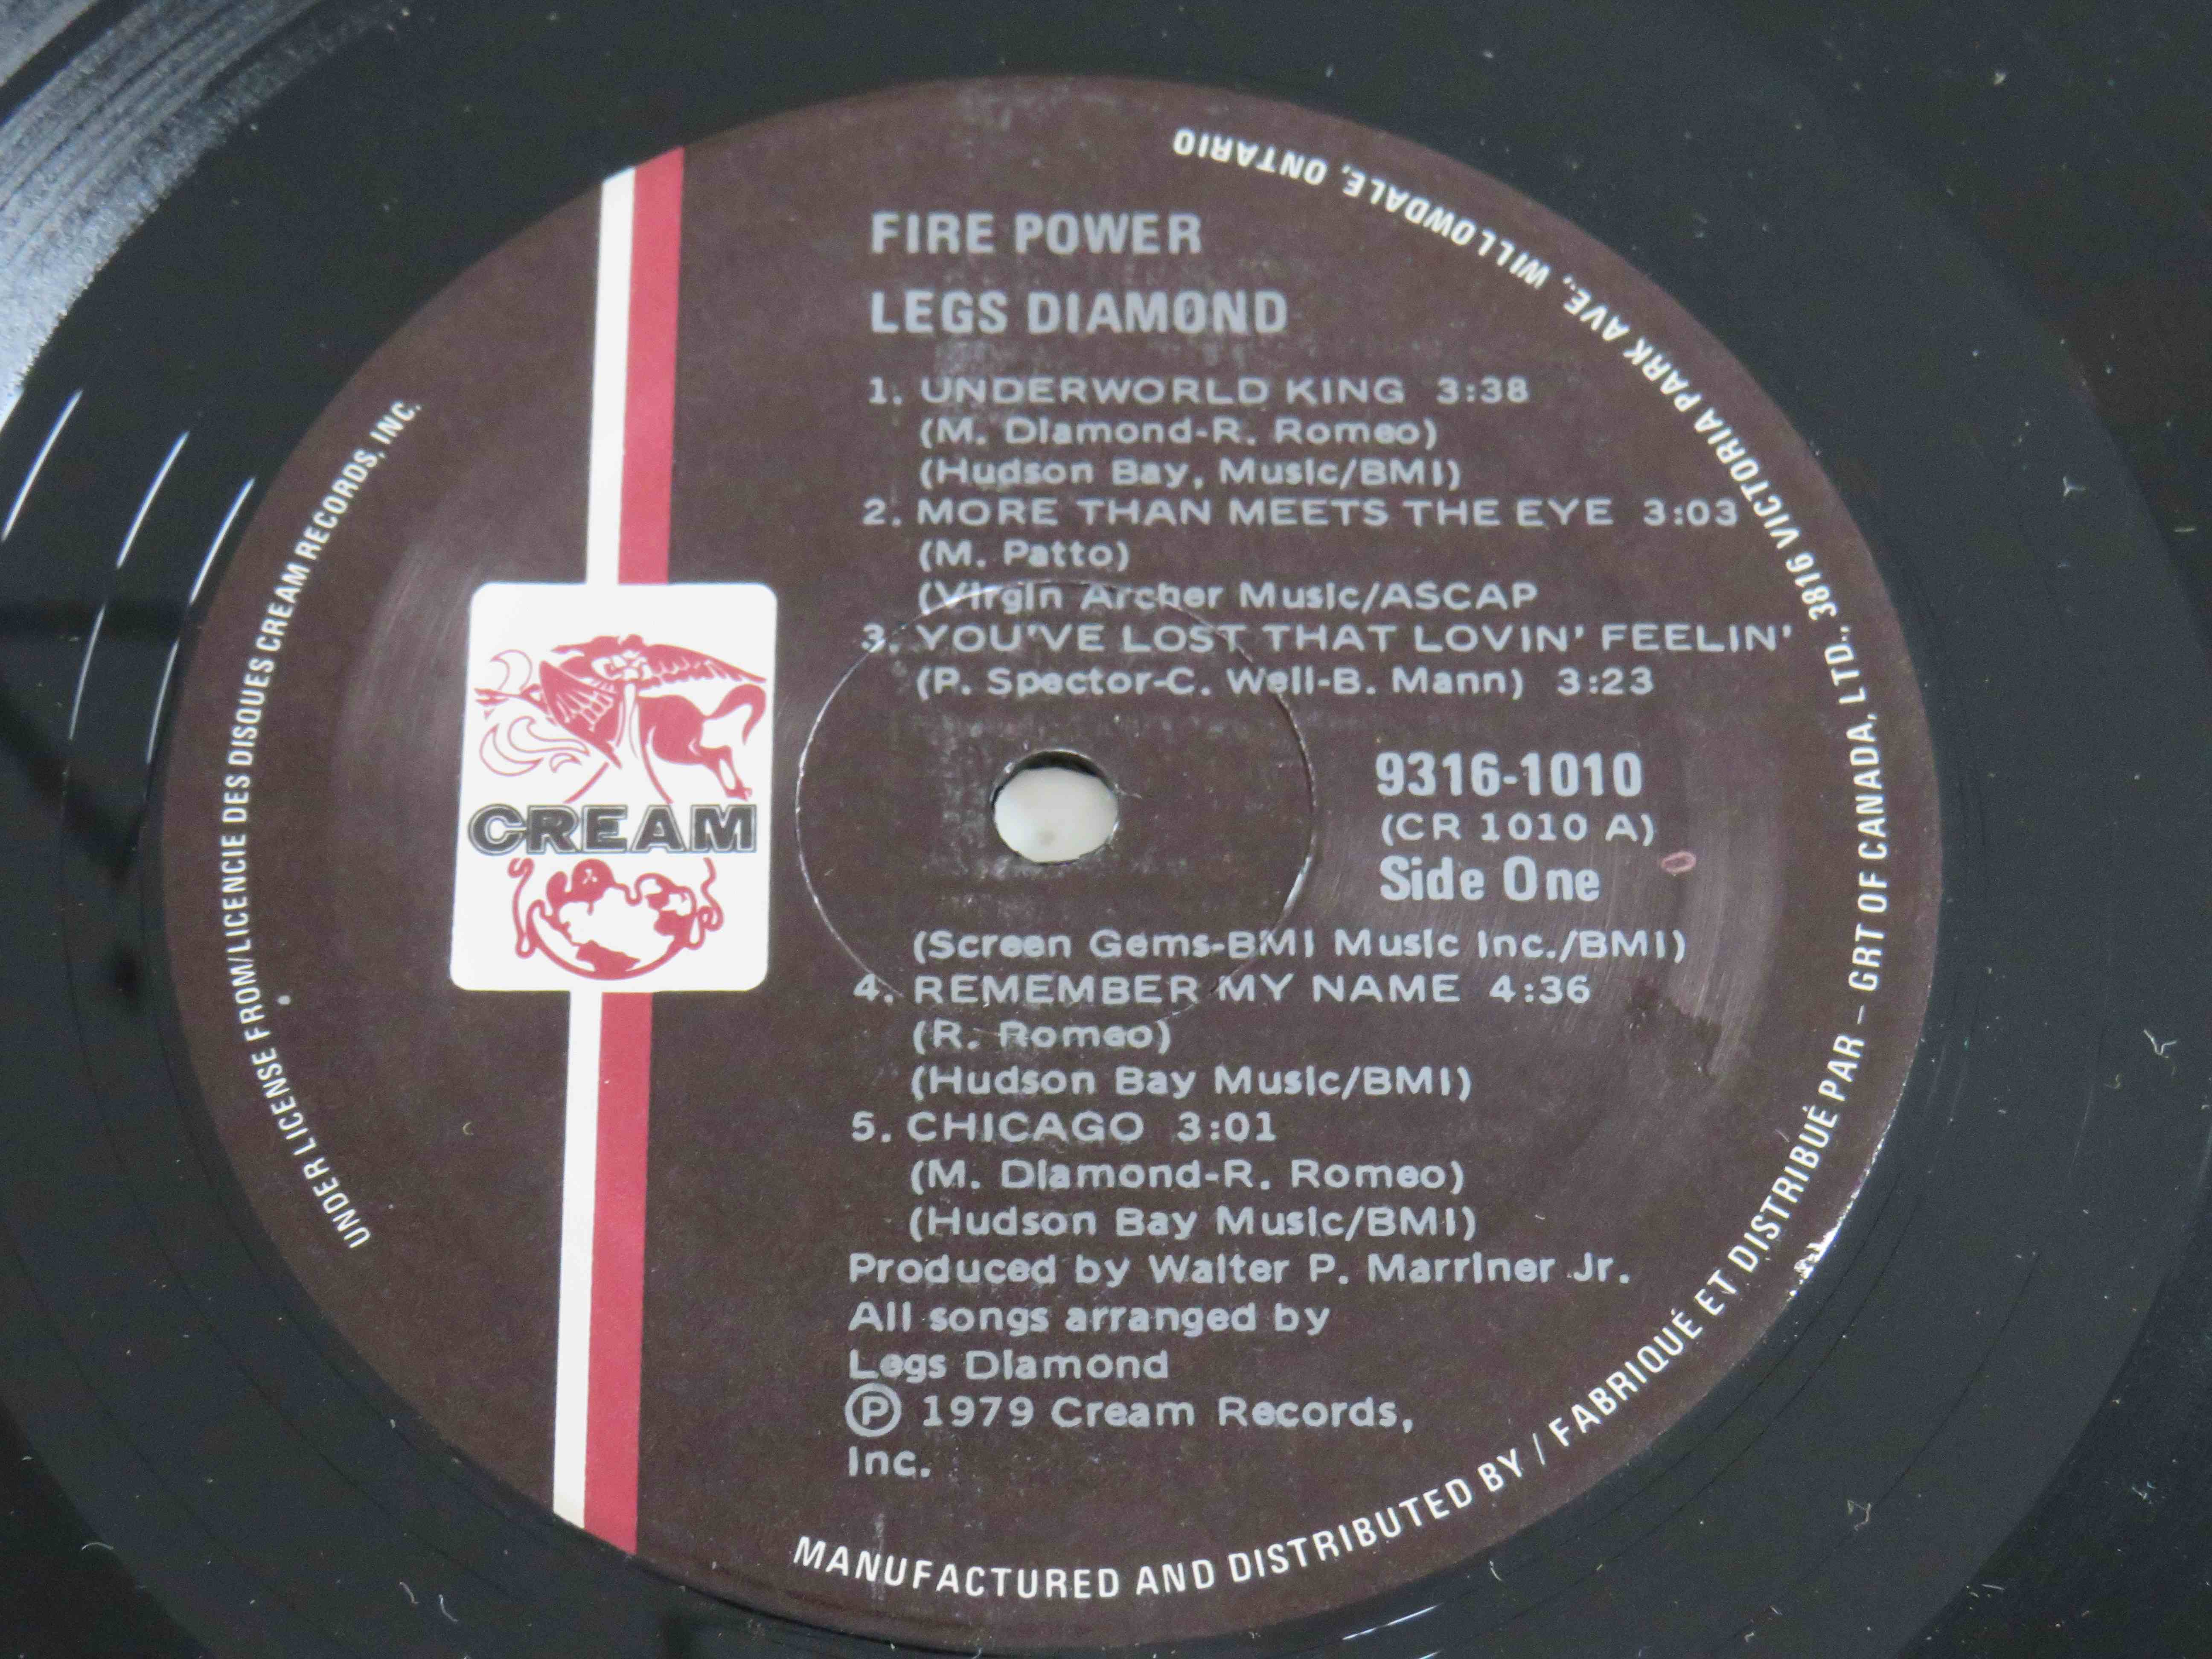 FIRE POWER
LEGS DIAMOND
1. UNDERWORLD KING 3:38
(M. Diamond-R. Romeo)
(Hudson Bay, Music/BMI)
2. MORE THAN MEETS THE EYE 3:03
(M. Patto)
(Virgin Archer Music/ASCAP
3. YOU'VE LOST THAT LOVIN' FEELIN'
(P. Spector-C. Weil-B. Mann) 3:23
9316-1010
(CR 1010 A)
Side One
(Screen Gems-BMI Music Inc./BMI)
4. REMEMBER MY NAME 4:36
(R. Romeo)
(Hudson Bay Music/BMI)
5. CHICAGO 3:01
(M. Diamond-R. Romeo)
(Hudson Bay Music/BMI)
Produced by Walter P. Marriner Jr.
All songs arranged by
Legs Diamond
Ⓟ 1979 Cream Records,
Inc.
CREAM
UNDER LICENSE FROM/LICENCIE DES DISQUES CREAM RECORDS, INC.
MANUFACTURED AND DISTRIBUTED BY / FABRIQUÉ ET DISTRIBUÉ PAR – GRT OF CANADA, LTD., 3816 VICTORIA PARK AVE., WILLOWDALE, ONTARIO